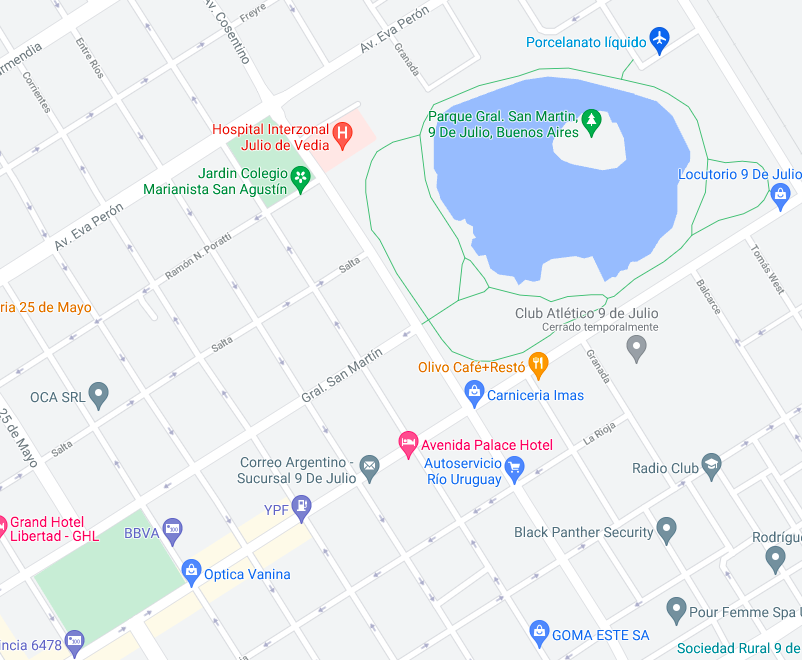 Av. Cosentino
Freyre
Av. Eva Perón
Porcelanato líquido
Entre Ríos
Granada
Corrientes
Parque Gral. San Martin,
9 De Julio, Buenos Aires
Hospital Interzonal
Julio de Vedia
Jardin Colegio
Marianista San Agustín
Locutorio 9 De Julio
Av. Eva Perón
Ramón N. Poratti
Salta
Tomás West
Balcarce
25 de Mayo
Club Atlético 9 de Julio
Cerrado temporalmente
Salta
Gral. San Martín
Granada
Olivo Café+Restó
OCA SRL
Carniceria Imas
25 de Mayo
La Rioja
Salta
Avenida Palace Hotel
Correo Argentino -
Sucursal 9 De Julio
Autoservicio
Río Uruguay
Radio Club
YPF
Grand Hotel
Libertad - GHL
BBVA
Black Panther Security
Optica Vanina
Pour Femme Spa
GOMA ESTE SA
6478
Sociedad Rural 9 de